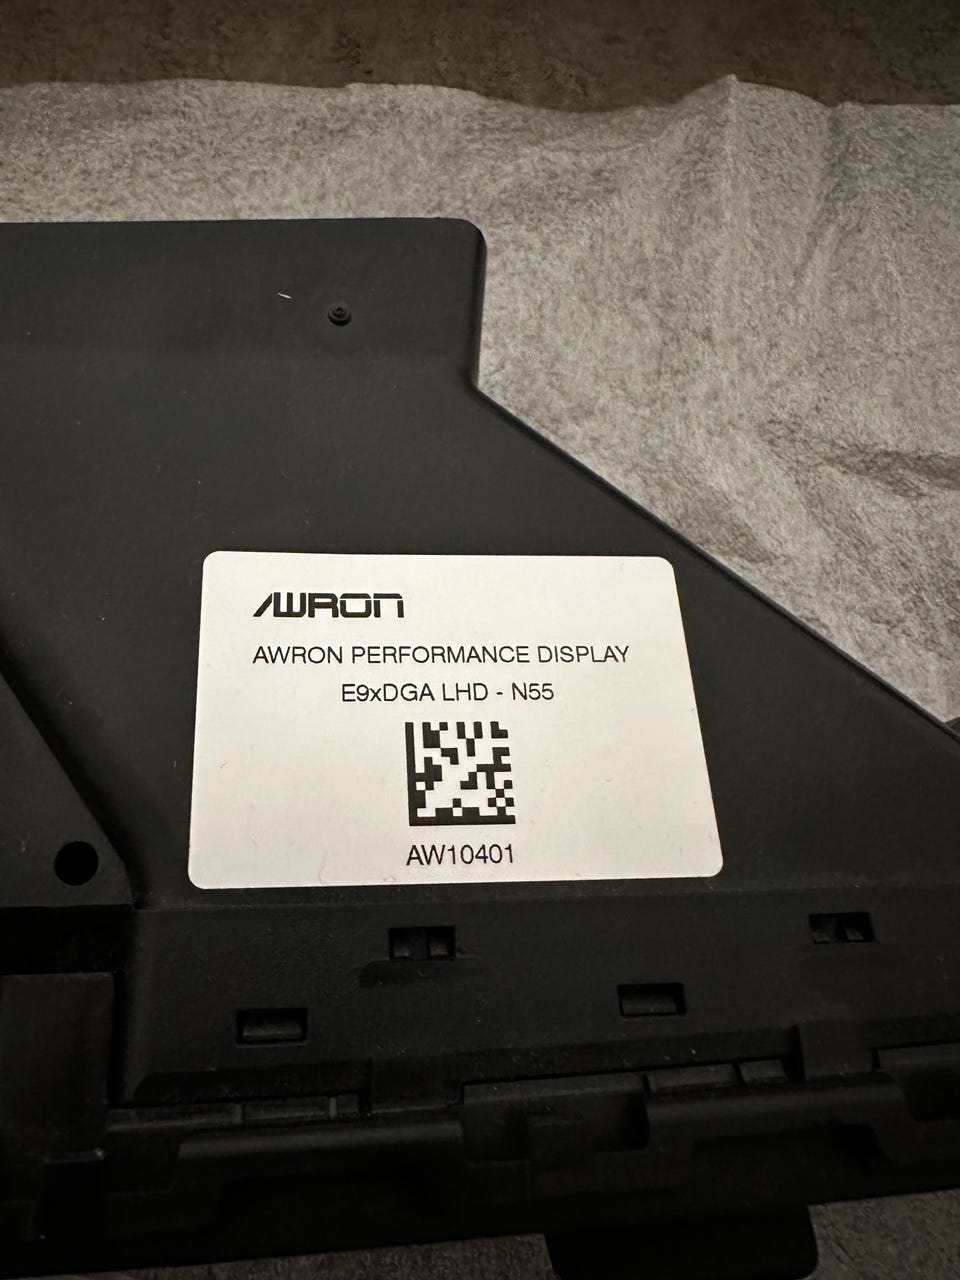 AWRON
AWRON PERFORMANCE DISPLAY
E9xDGA LHD - N55
AW10401